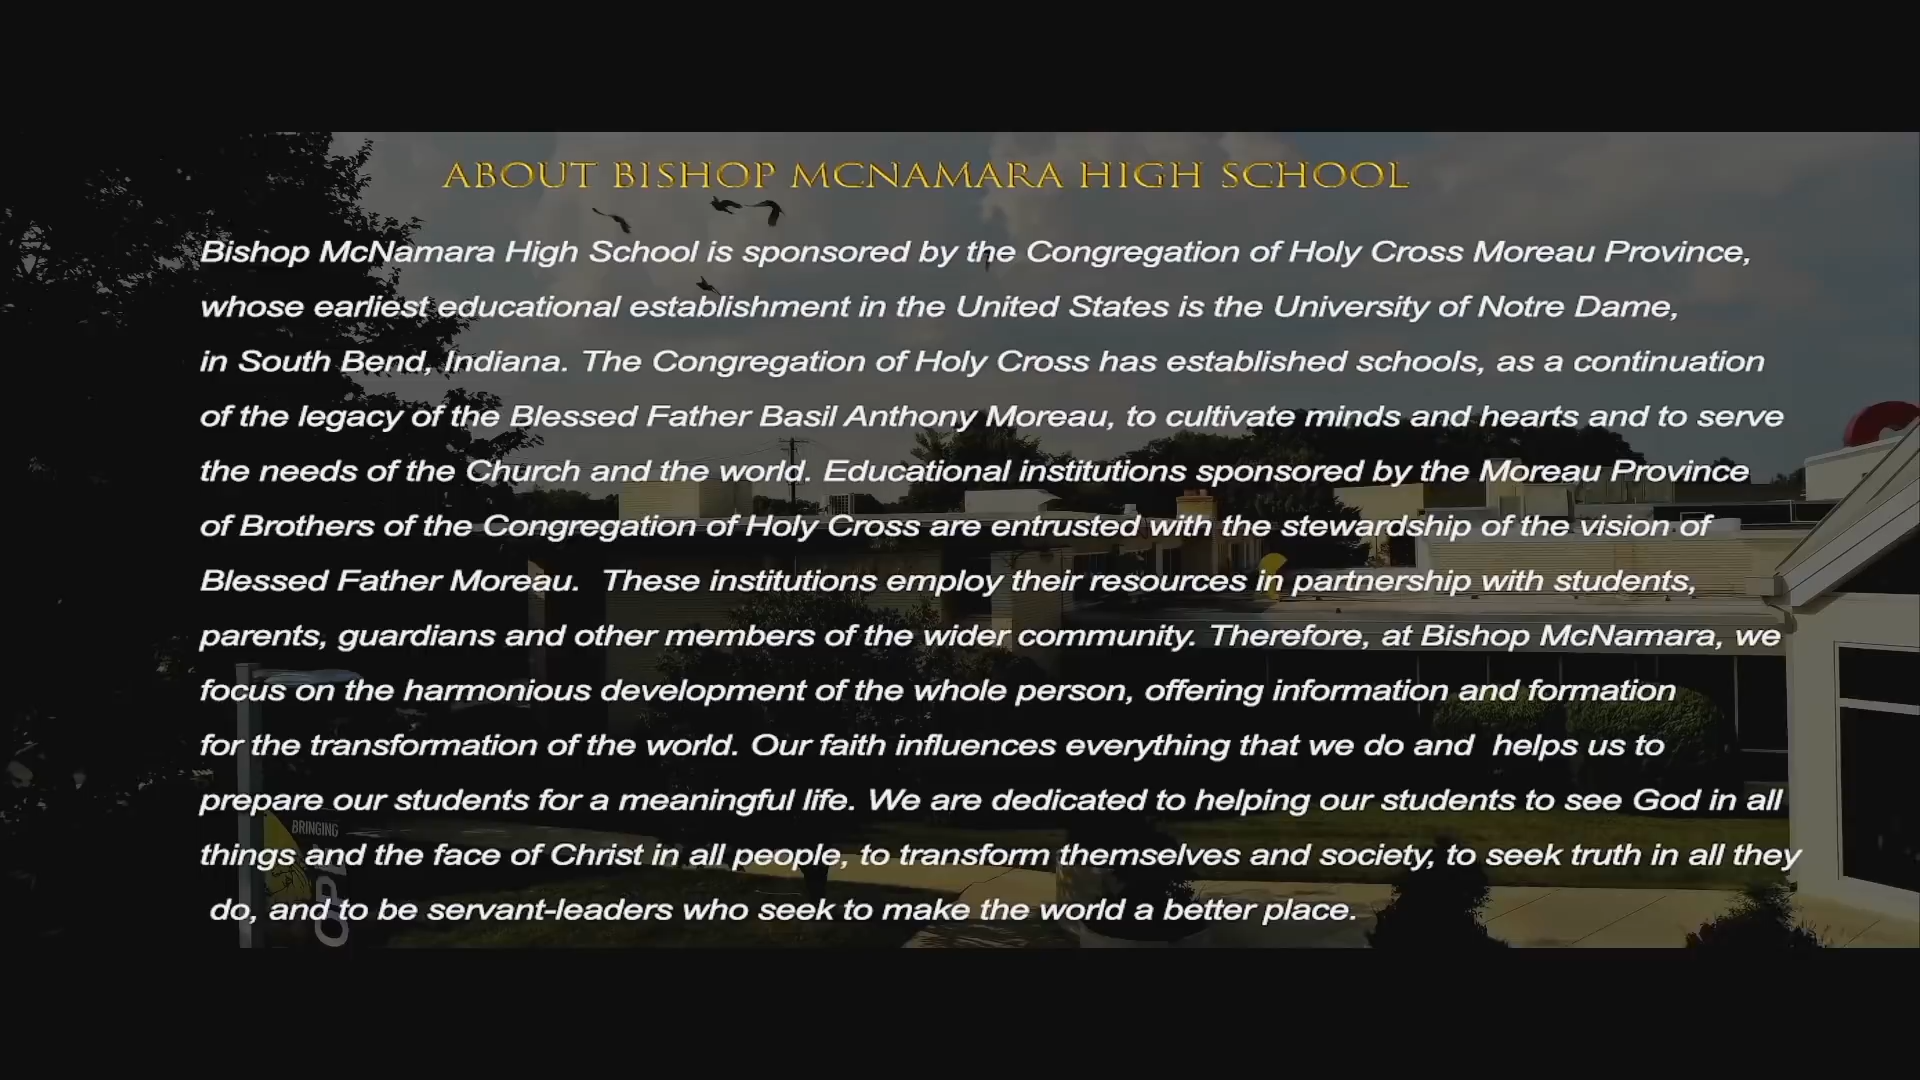 ABOUT BISHOP MCNAMARA HIGH SCHOOL
Bishop McNamara High School is sponsored by the Congregation of Holy Cross Moreau Province,
whose earliest educational establishment in the United States is the University of Notre Dame,
in South Bend, Indiana. The Congregation of Holy Cross has established schools, as a continuation
of the legacy of the Blessed Father Basil Anthony Moreau, to cultivate minds and hearts and to serve
the needs of the Church and the world. Educational institutions sponsored by the Moreau Province
of Brothers of the Congregation of Holy Cross are entrusted with the stewardship of the vision of
Blessed Father Moreau.  These institutions employ their resources in partnership with students,
parents, guardians and other members of the wider community. Therefore, at Bishop McNamara, we
focus on the harmonious development of the whole person, offering information and formation
for the transformation of the world. Our faith influences everything that we do and  helps us to
prepare our students for a meaningful life. We are dedicated to helping our students to see God in all
things and the face of Christ in all people, to transform themselves and society, to seek truth in all they
do, and to be servant-leaders who seek to make the world a better place.
BRINGING